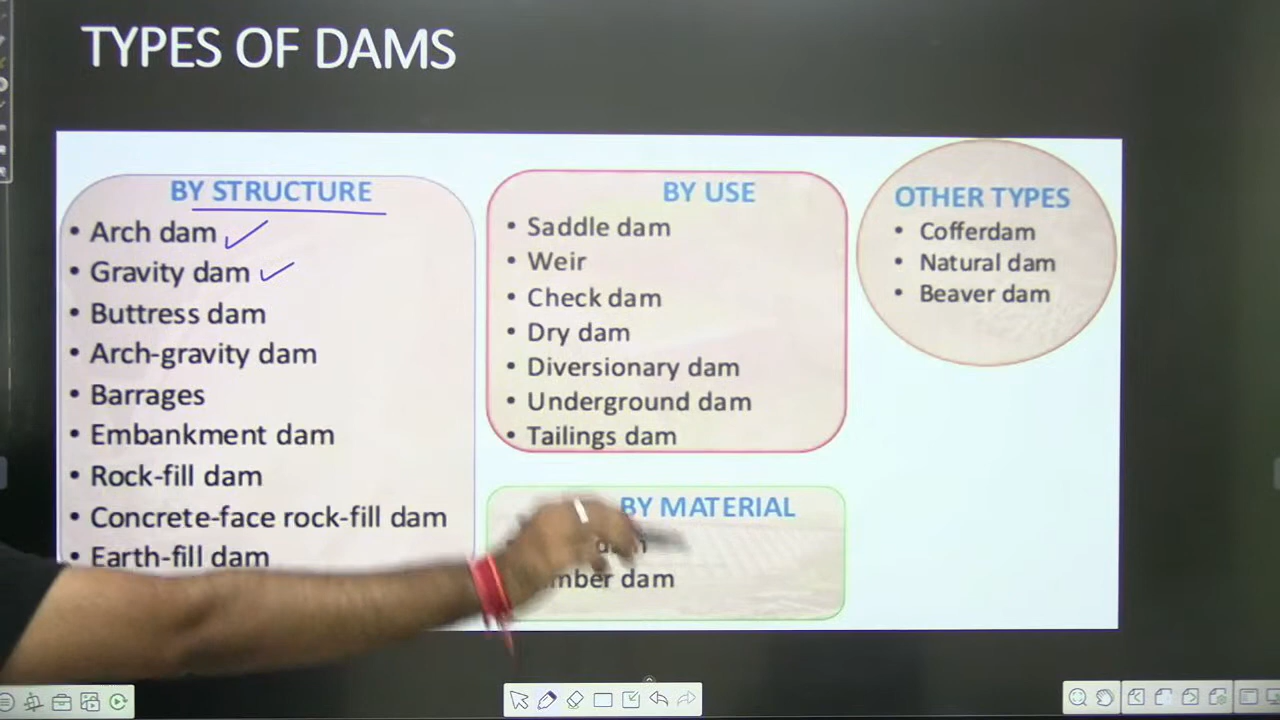 TYPES OF DAMS
BY STRUCTURE
• Arch dam
• Gravity dam
• Buttress dam
• Arch-gravity dam
• Barrages
• Embankment dam
• Rock-fill dam
• Concrete-face rock-fill dam
• Earth-fill dam
BY USE
• Saddle dam
• Weir
• Check dam
• Dry dam
• Diversionary dam
• Underground dam
• Tailings dam
BY MATERIAL
dam
OTHER TYPES
• Cofferdam
• Natural dam
• Beaver dam